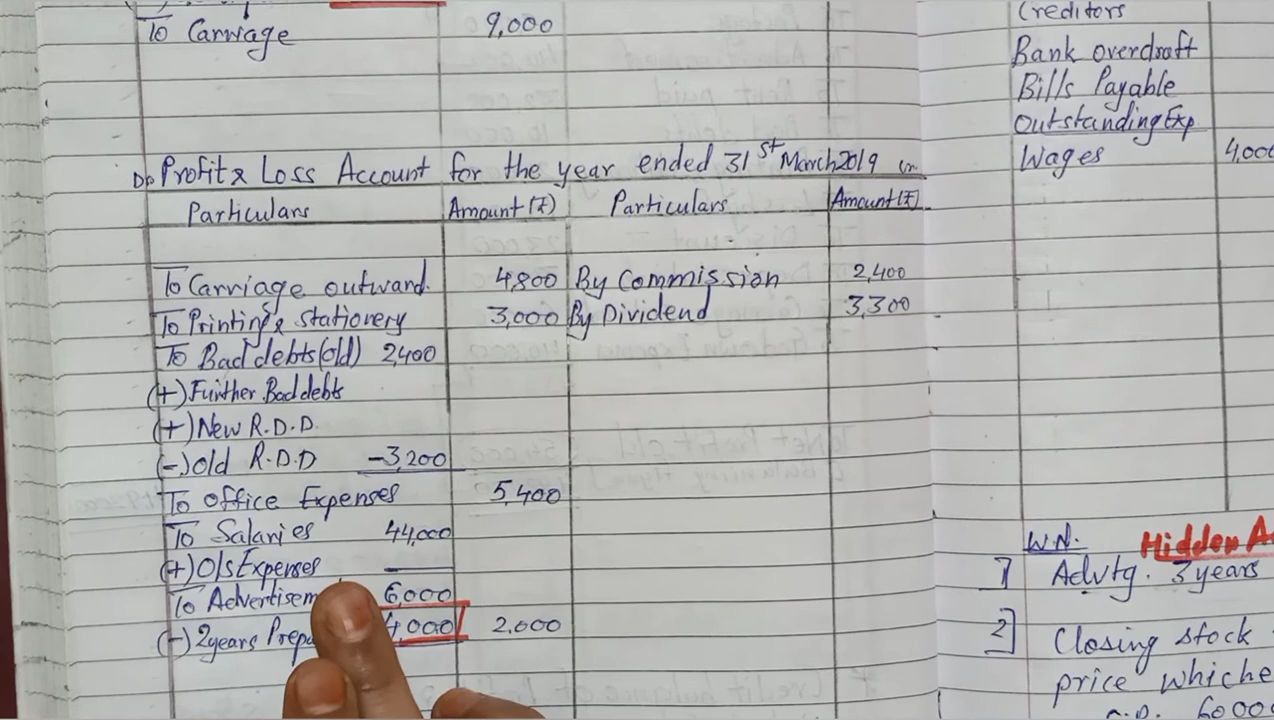 To Carriage 9,000
Dr. Profit & Loss Account for the year ended 31st March 2019 Cr
Particulars Amount (₹) Particulars Amount (₹)
To Carriage outward. 4,800 By Commission 2,400
To Printing & Stationery 3,000 By Dividend 3,300
To Bad debts (old) 2,400
(+) Further Bad debts
(+) New R.D.D.
(-) Old R.D.D -3,200
To Office Expenses 5,400
To Salaries 44,000
(+) O/s Expenses
To Advertisem 6,000
(-) 2 years Prepa 4,000 2,000
Creditors
Bank overdraft
Bills Payable
Outstanding Exp
Wages 4,000
W.N. Hidden A
1] Advtg. 3 years
2] Closing stock
price whiche
6000